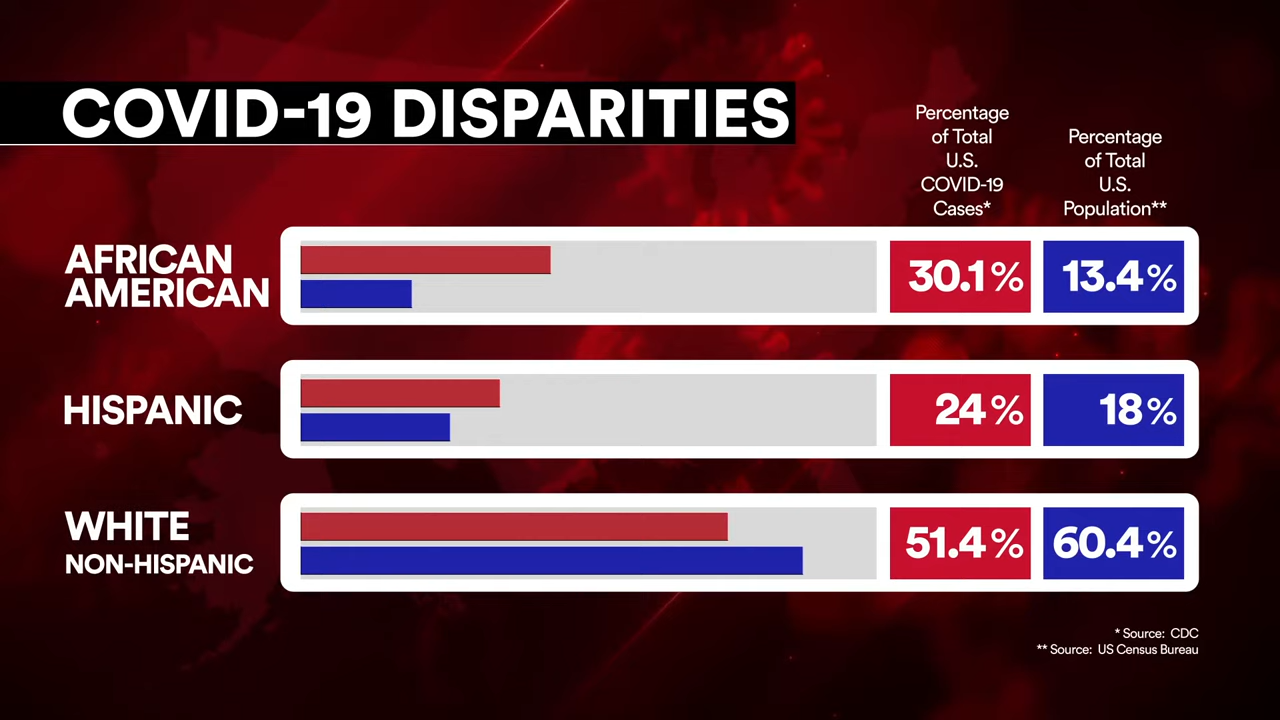 COVID-19 DISPARITIES
Percentage
of Total
U.S.
COVID-19
Cases*
Percentage
of Total
U.S.
Population**
AFRICAN
AMERICAN
30.1%
13.4%
HISPANIC
24%
18%
WHITE
NON-HISPANIC
51.4%
60.4%
* Source: CDC
** Source: US Census Bureau